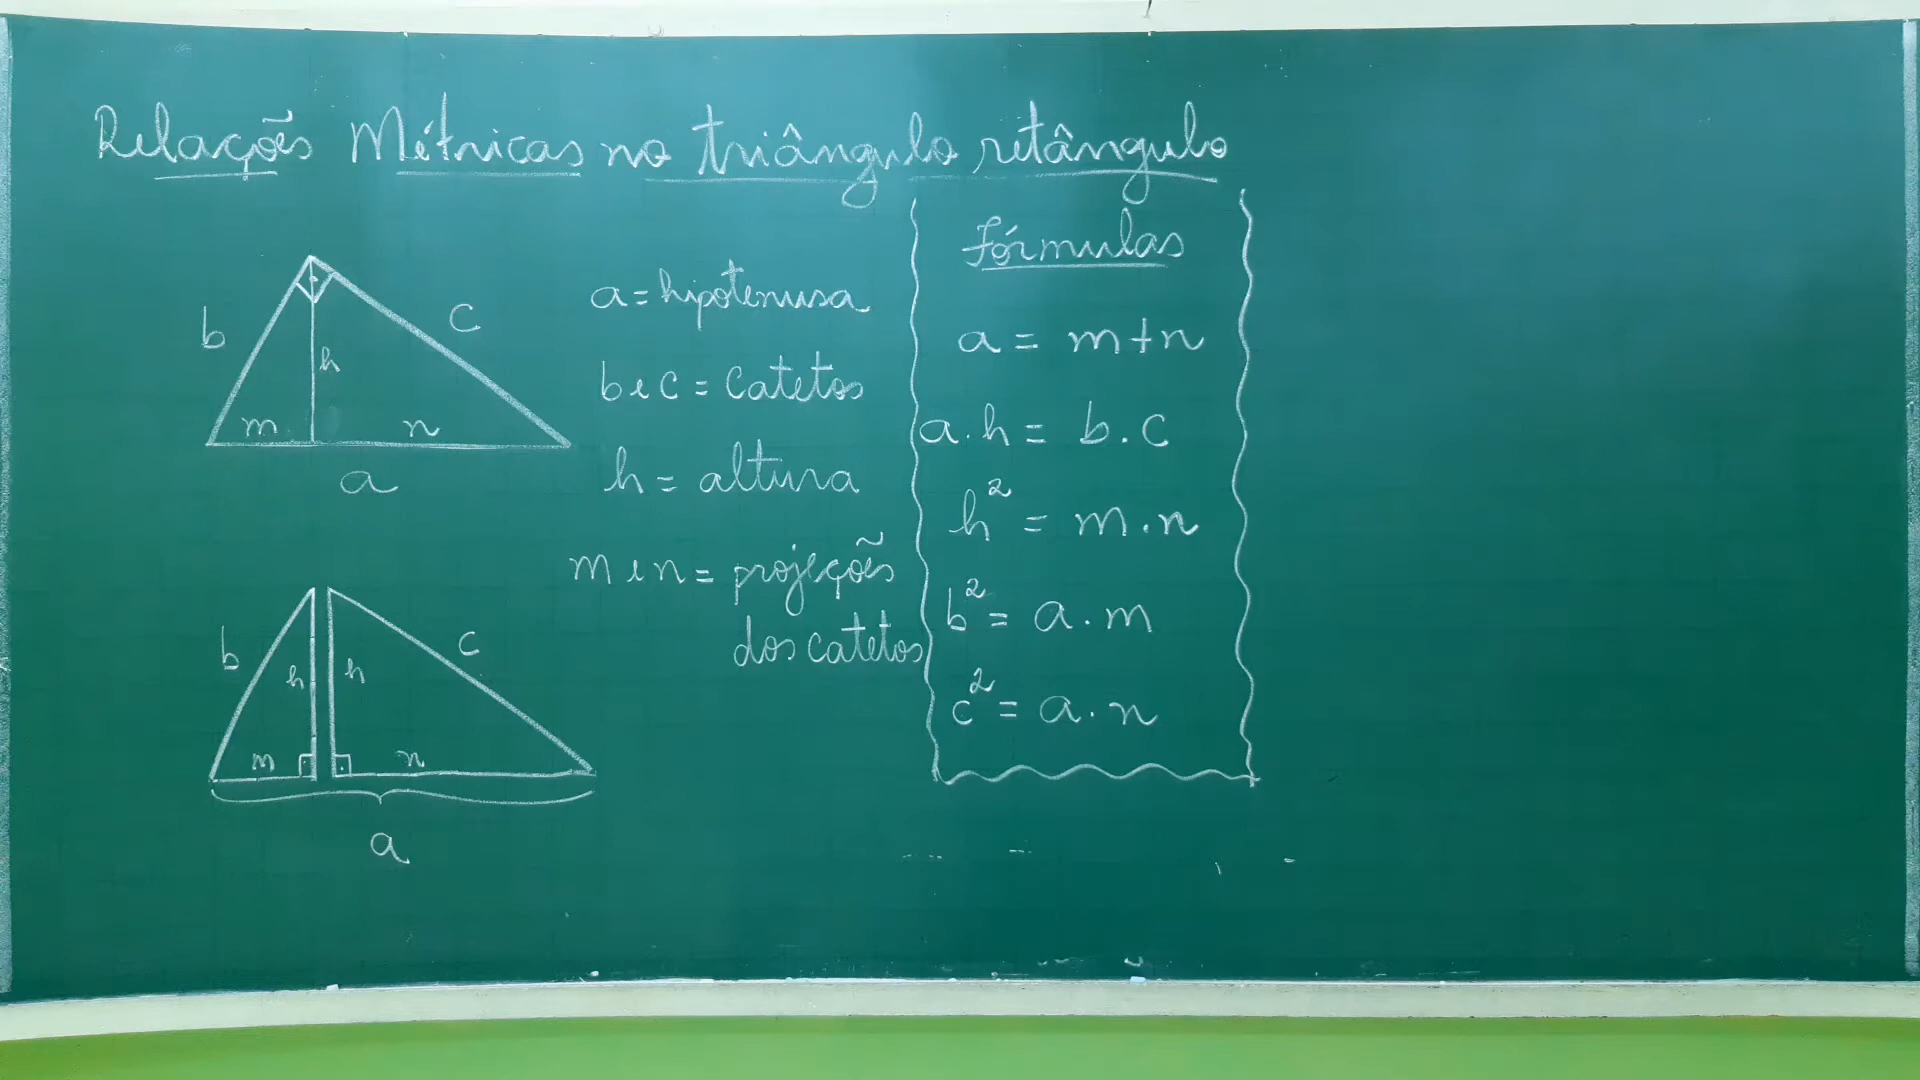 Relações Métricas no triângulo retângulo
b
c
h
m
n
a
b
c
h
h
m
n
a
a = hipotenusa
b e c = catetos
h = altura
m e n = projeções
dos catetos
fórmulas
a = m + n
a . h = b . c
h² = m . n
b² = a . m
c² = a . n